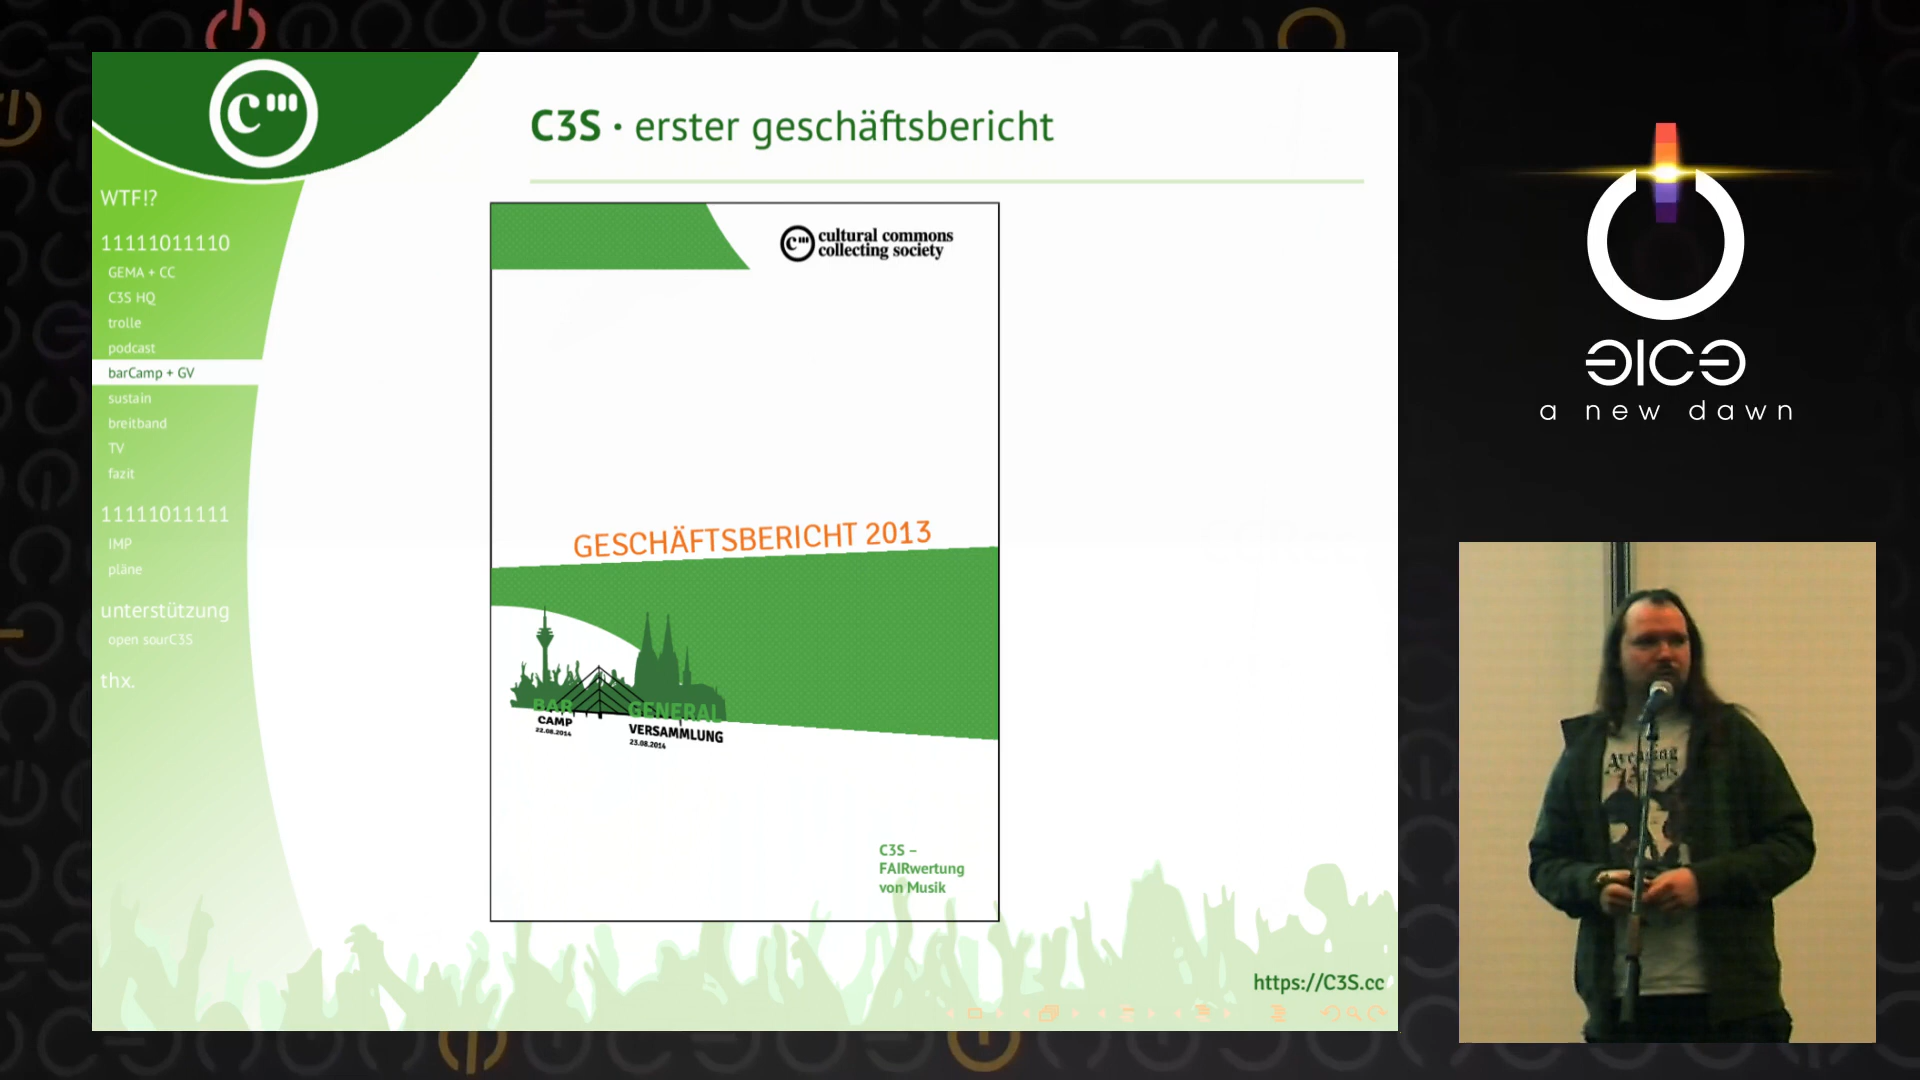 C3S · erster geschäftsbericht
WTF!?
11111011110
GEMA + CC
C3S HQ
trolle
podcast
barCamp + GV
sustain
breitband
TV
fazit
11111011111
IMP
pläne
unterstützung
open sourC3S
thx.
cultural commons
collecting society
GESCHÄFTSBERICHT 2013
BAR
CAMP
22.08.2014
GENERAL
VERSAMMLUNG
23.08.2014
C3S –
FAIRwertung
von Musik
https://C3S.cc
a new dawn
Avenging
Angels